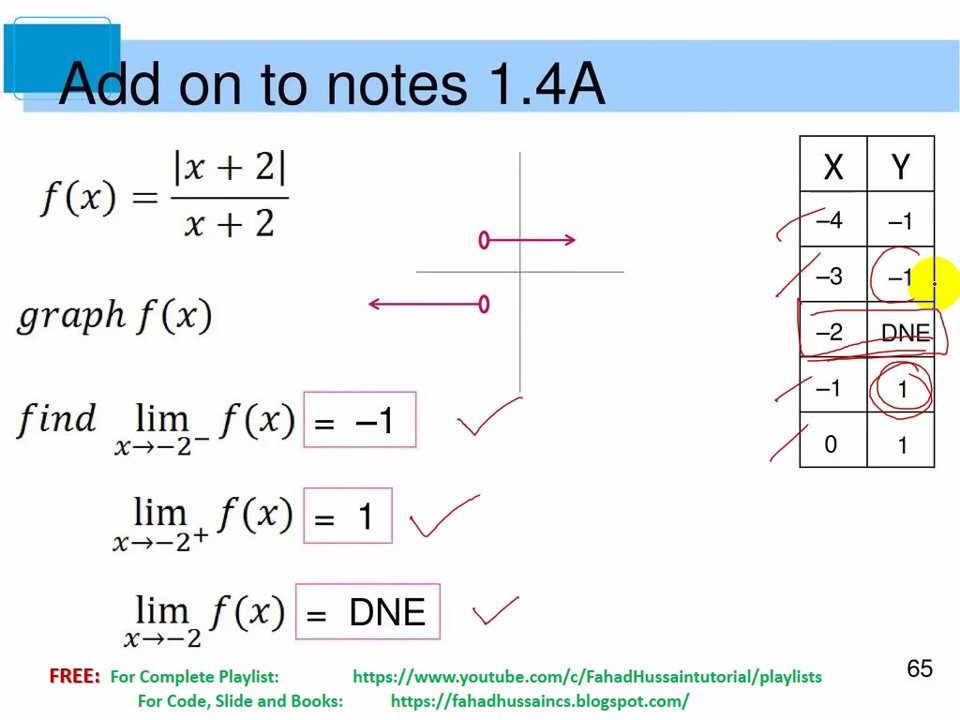 Add on to notes 1.4A
f(x) = |x + 2| / x + 2
graph f(x)
find lim x→−2⁻ f(x) = –1
lim x→−2⁺ f(x) = 1
lim x→−2 f(x) = DNE
X Y
–4 –1
–3 –1
–2 DNE
–1 1
0 1
FREE: For Complete Playlist: https://www.youtube.com/c/FahadHussaintutorial/playlists
For Code, Slide and Books: https://fahadhussaincs.blogspot.com/
65